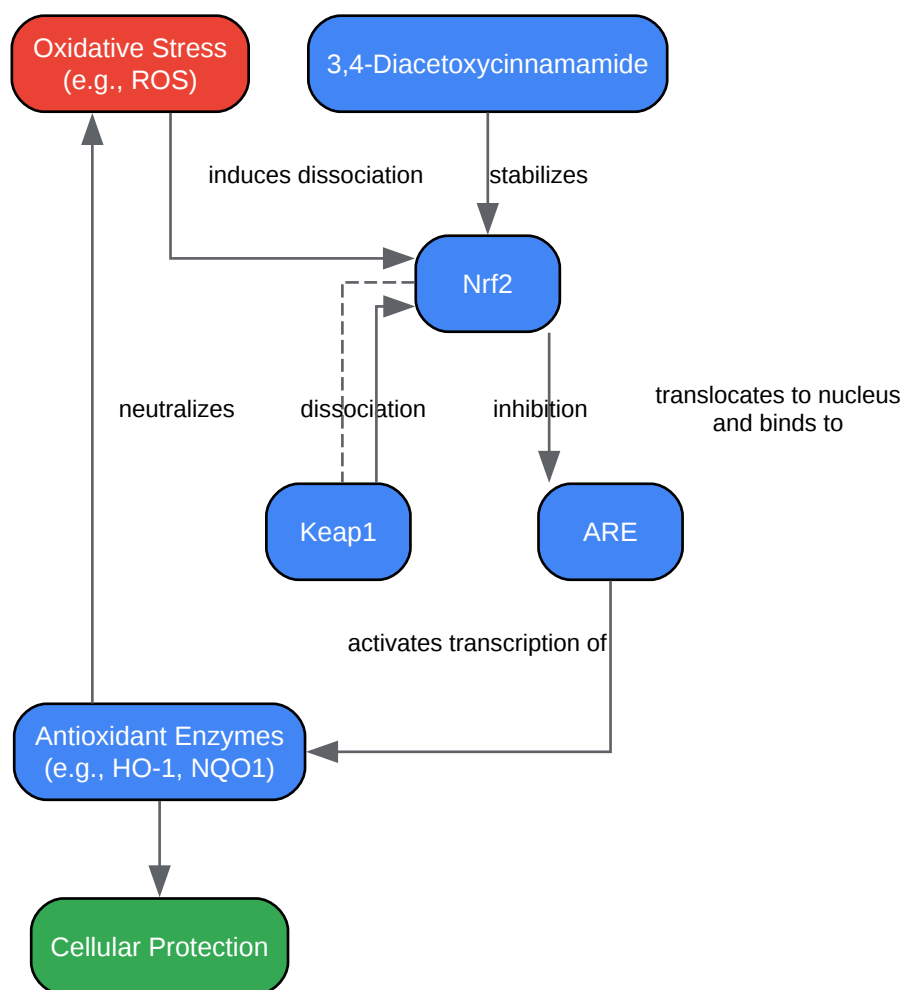 Oxidative Stress
(e.g., ROS)
3,4-Diacetoxycinnamamide
induces dissociation
stabilizes
Nrf2
neutralizes
dissociation
inhibition
translocates to nucleus
and binds to
Keap1
ARE
activates transcription of
Antioxidant Enzymes
(e.g., HO-1, NQO1)
Cellular Protection